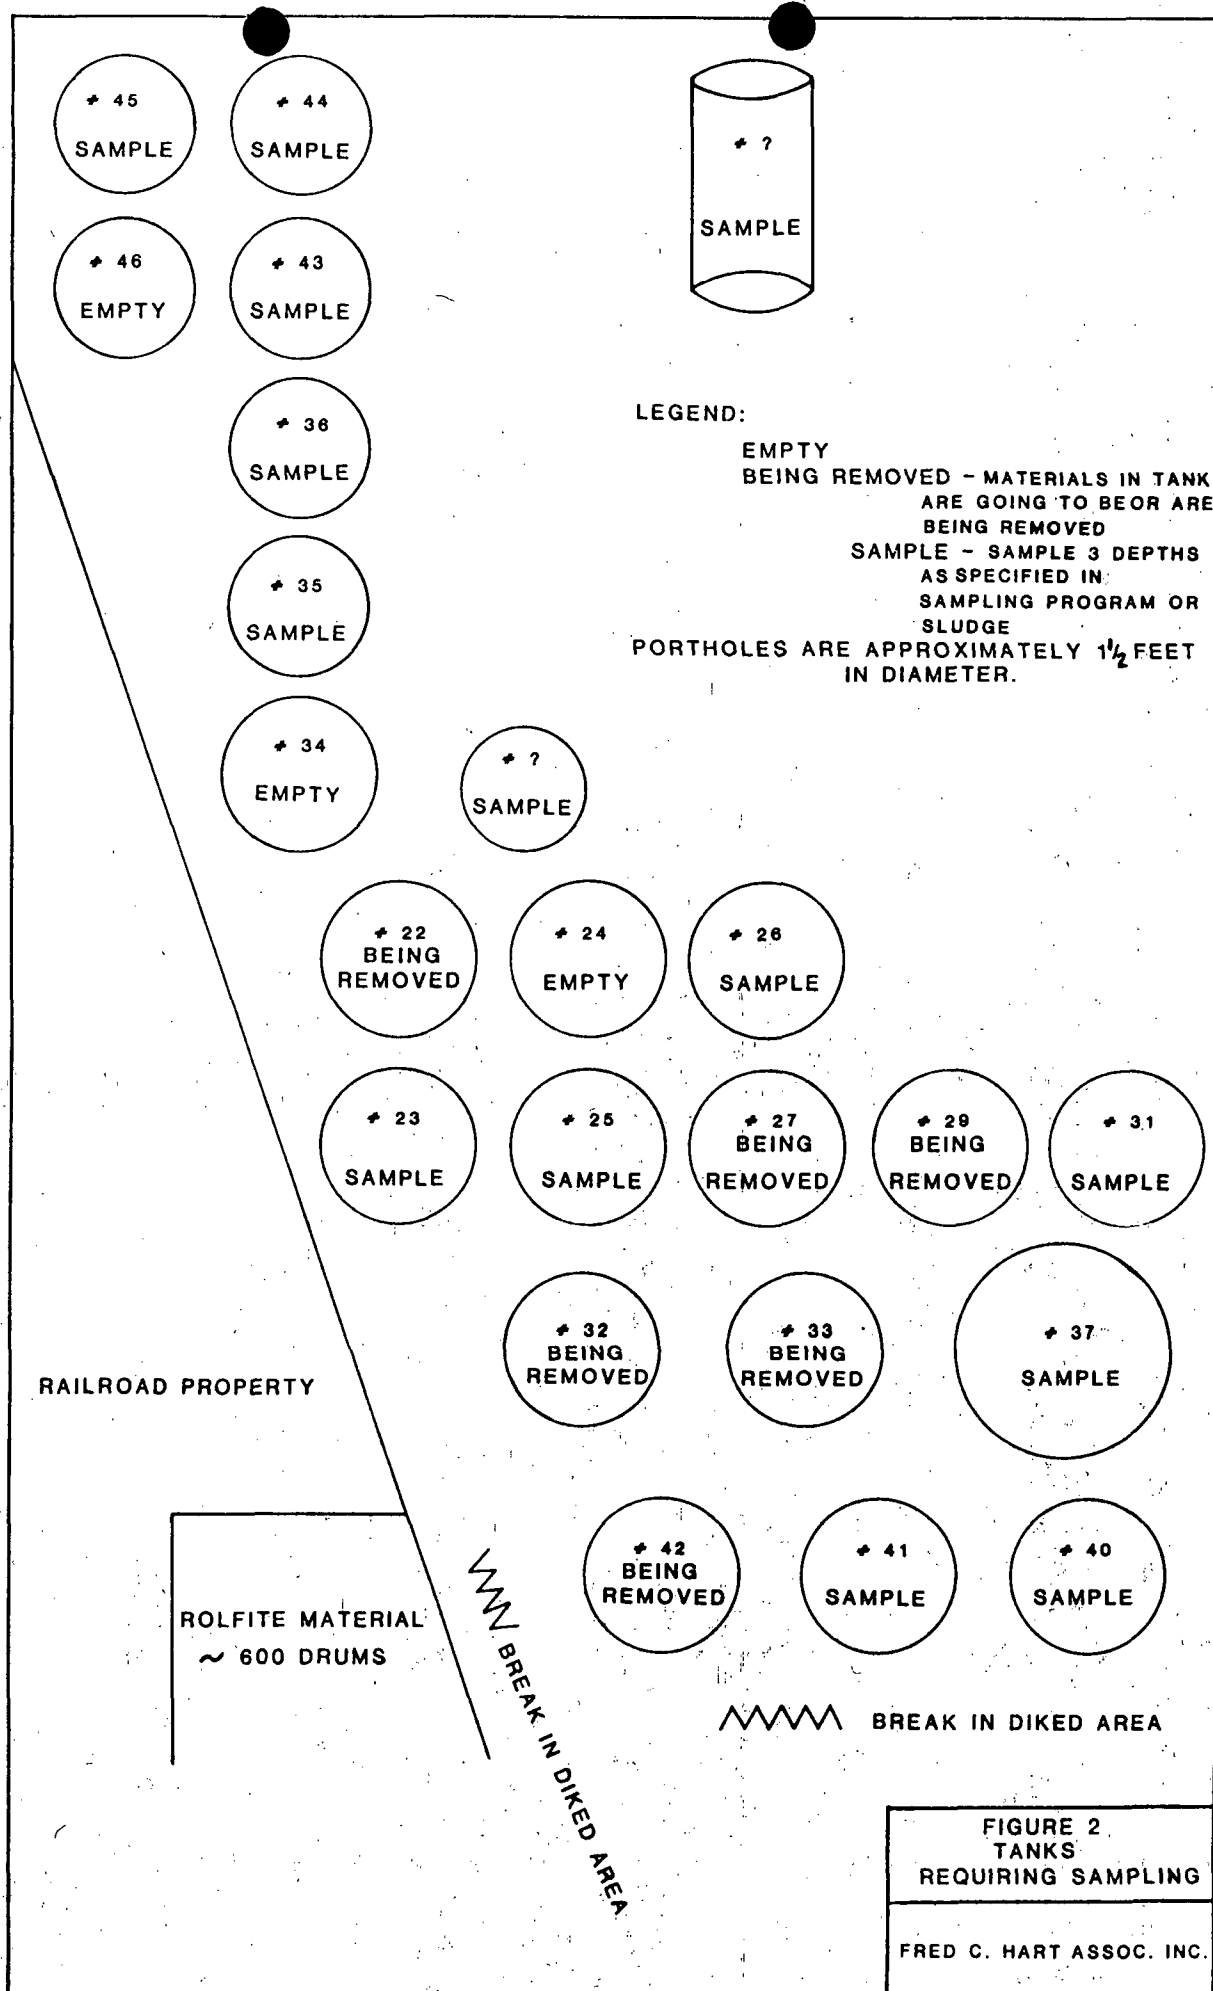 # 45
SAMPLE
# 44
SAMPLE
# ?
SAMPLE
# 46
EMPTY
# 43
SAMPLE
# 36
SAMPLE
LEGEND:
EMPTY
BEING REMOVED - MATERIALS IN TANK
ARE GOING TO BEOR ARE
BEING REMOVED
SAMPLE - SAMPLE 3 DEPTHS
AS SPECIFIED IN
SAMPLING PROGRAM OR
SLUDGE
PORTHOLES ARE APPROXIMATELY 1½ FEET
IN DIAMETER.
# 35
SAMPLE
# 34
EMPTY
# ?
SAMPLE
# 22
BEING
REMOVED
# 24
EMPTY
# 26
SAMPLE
# 23
SAMPLE
# 25
SAMPLE
# 27
BEING
REMOVED
# 29
BEING
REMOVED
# 31
SAMPLE
# 32
BEING
REMOVED
# 33
BEING
REMOVED
# 37
SAMPLE
RAILROAD PROPERTY
# 42
BEING
REMOVED
# 41
SAMPLE
# 40
SAMPLE
ROLFITE MATERIAL
~ 600 DRUMS
BREAK IN DIKED AREA
BREAK IN DIKED AREA
FIGURE 2
TANKS
REQUIRING SAMPLING
FRED C. HART ASSOC. INC.